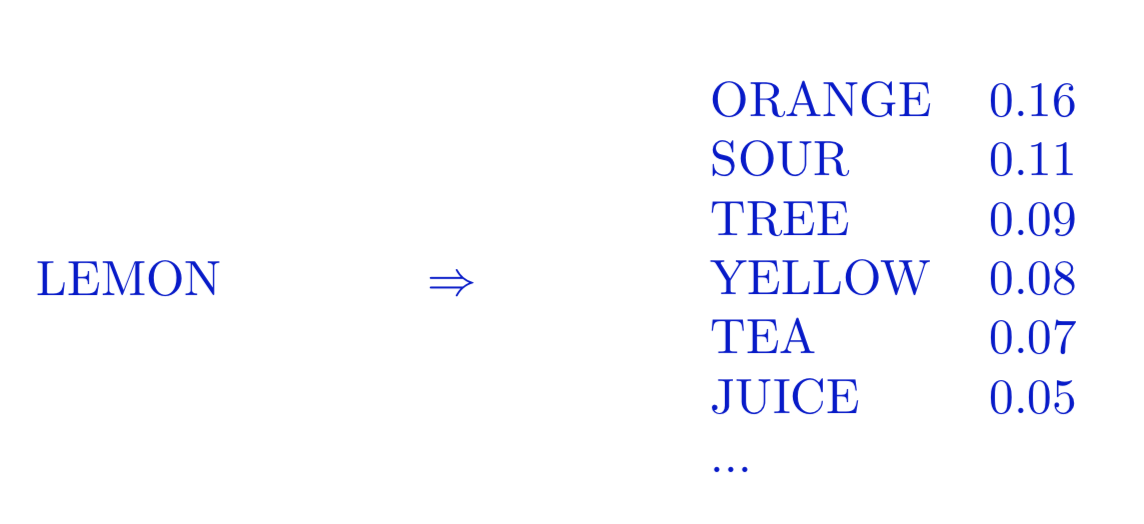 ORANGE 0.16
SOUR 0.11
TREE 0.09
LEMON ⇒ YELLOW 0.08
TEA 0.07
JUICE 0.05
...